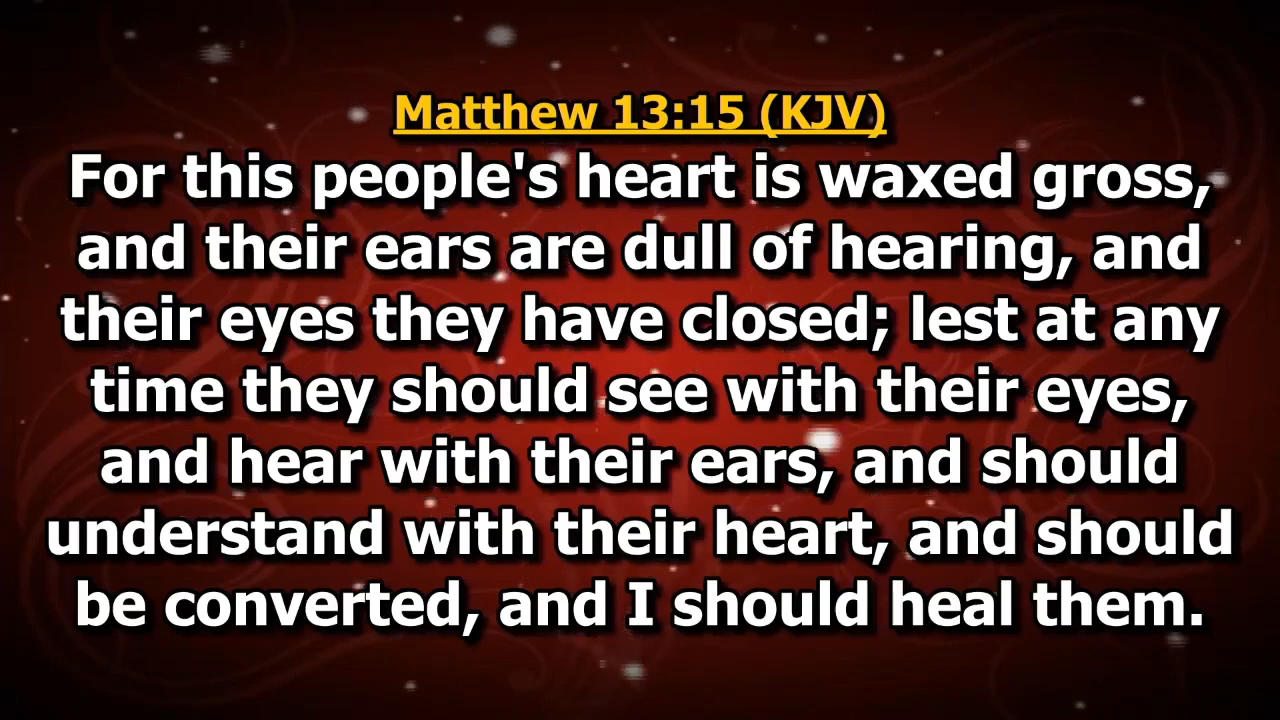 Matthew 13:15 (KJV)
For this people's heart is waxed gross,
and their ears are dull of hearing, and
their eyes they have closed; lest at any
time they should see with their eyes,
and hear with their ears, and should
understand with their heart, and should
be converted, and I should heal them.